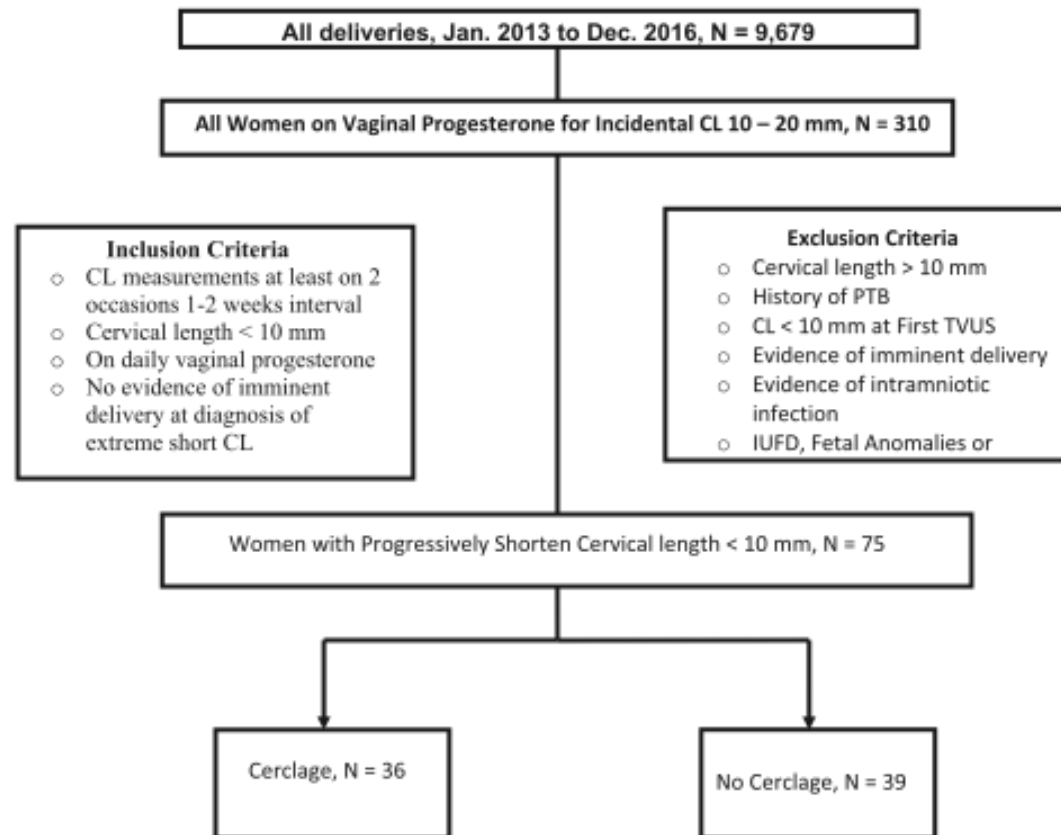 All deliveries, Jan. 2013 to Dec. 2016, N = 9,679
All Women on Vaginal Progesterone for Incidental CL 10 – 20 mm, N = 310
Inclusion Criteria
○ CL measurements at least on 2
occasions 1-2 weeks interval
○ Cervical length < 10 mm
○ On daily vaginal progesterone
○ No evidence of imminent
delivery at diagnosis of
extreme short CL
Exclusion Criteria
○ Cervical length > 10 mm
○ History of PTB
○ CL < 10 mm at First TVUS
○ Evidence of imminent delivery
○ Evidence of intramniotic
infection
○ IUFD, Fetal Anomalies or
Women with Progressively Shorten Cervical length < 10 mm, N = 75
Cerclage, N = 36
No Cerclage, N = 39